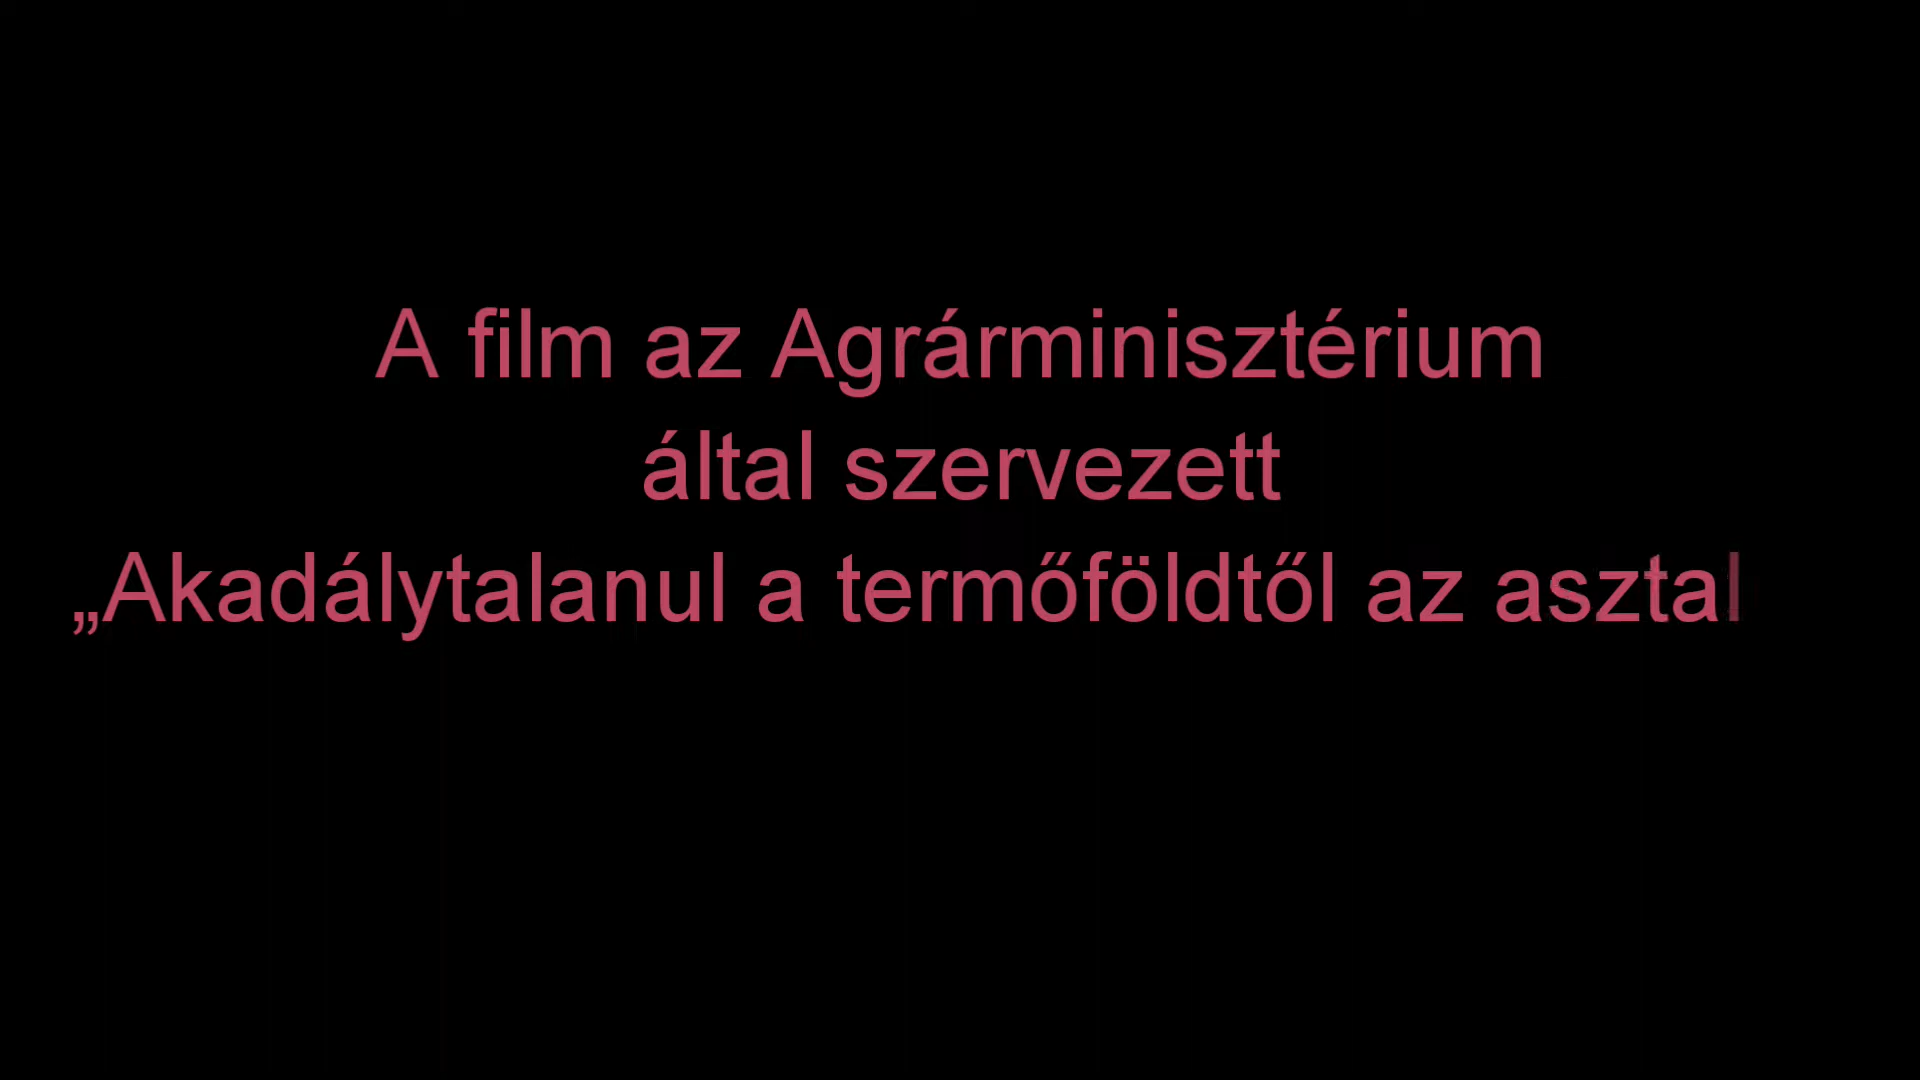 A film az Agrárminisztérium
által szervezett
„Akadálytalanul a termőföldtől az asztal